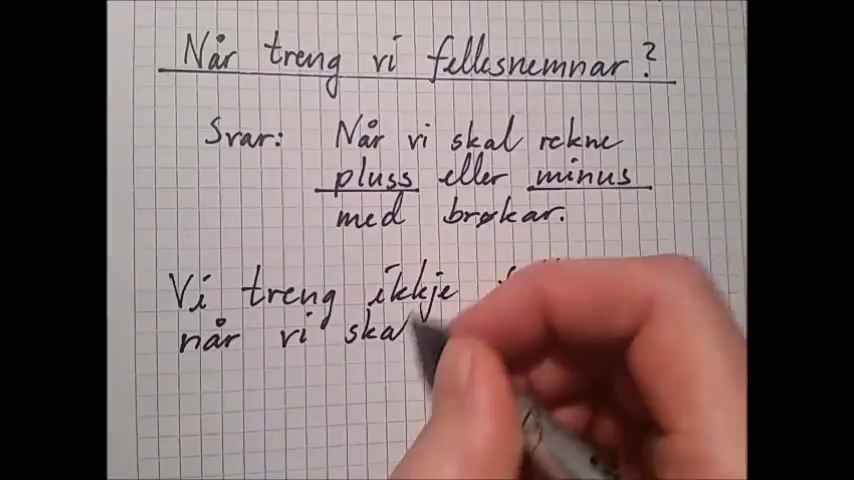 Når treng vi fellesnemnar?
Svar: Når vi skal rekne
pluss eller minus
med brøkar.
Vi treng ikkje
når vi ska